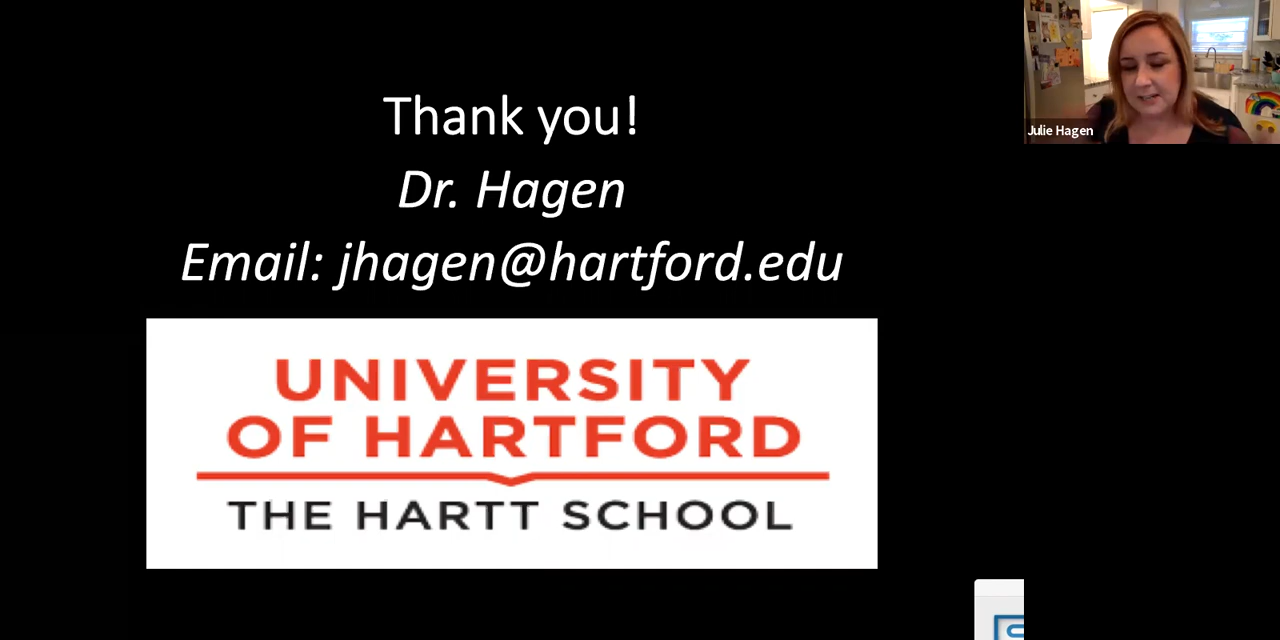 Thank you!
Dr. Hagen
Email: jhagen@hartford.edu
UNIVERSITY
OF HARTFORD
THE HARTT SCHOOL
Julie Hagen